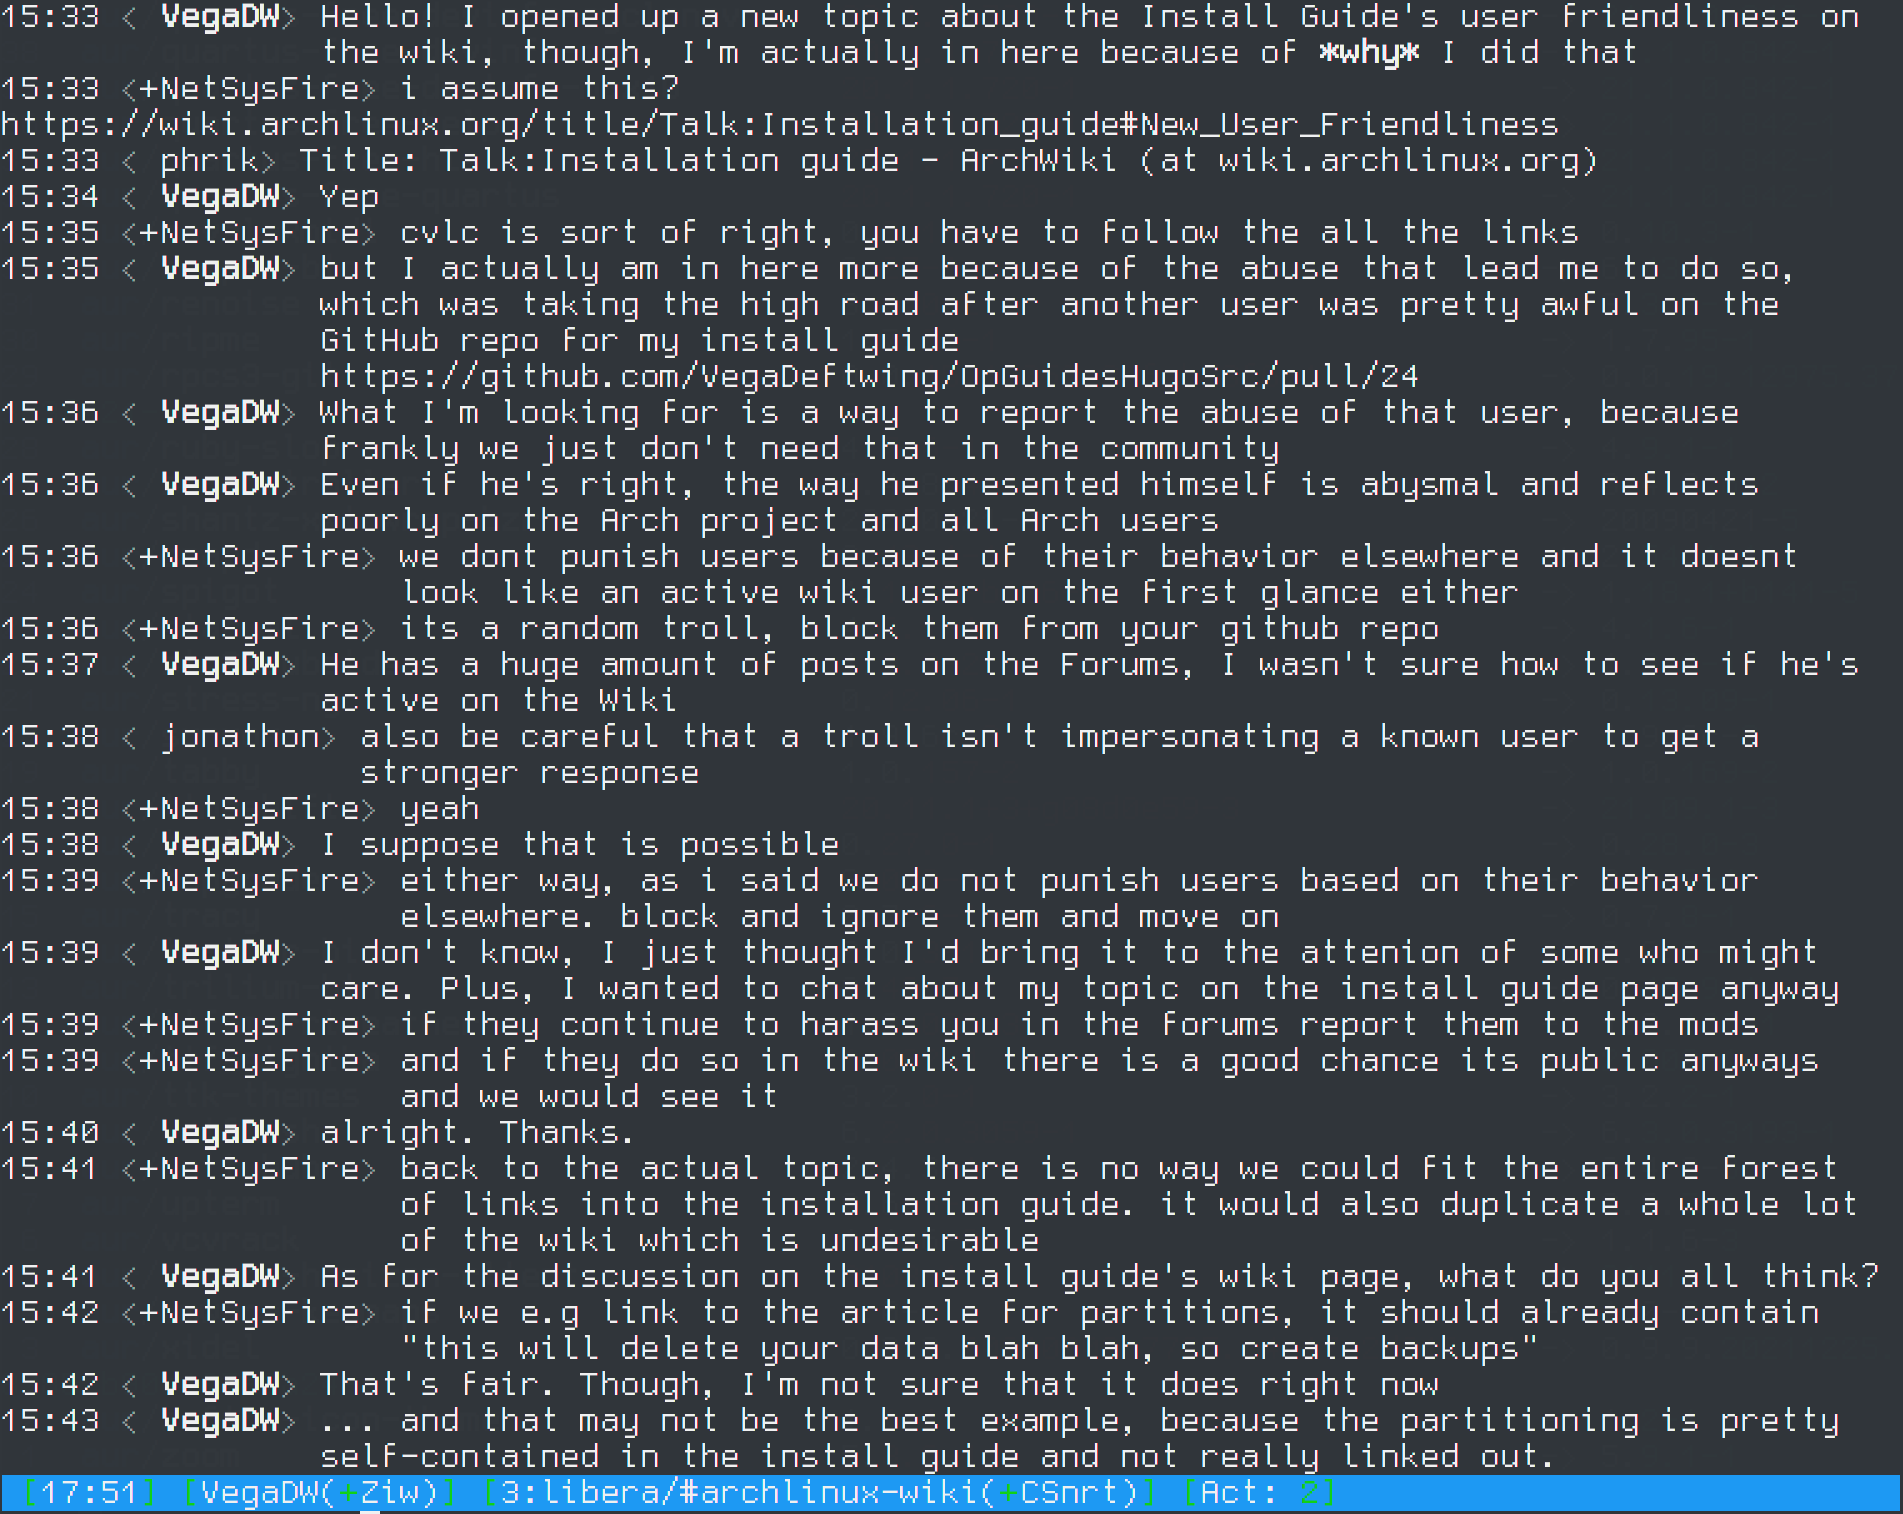 15:33 < VegaDW> Hello! I opened up a new topic about the Install Guide's user friendliness on
the wiki, though, I'm actually in here because of *why* I did that
15:33 <+NetSysFire> i assume this?
https://wiki.archlinux.org/title/Talk:Installation_guide#New_User_Friendliness
15:33 < phrik> Title: Talk:Installation guide - ArchWiki (at wiki.archlinux.org)
15:34 < VegaDW> Yep
15:35 <+NetSysFire> cvlc is sort of right, you have to follow the all the links
15:35 < VegaDW> but I actually am in here more because of the abuse that lead me to do so,
which was taking the high road after another user was pretty awful on the
GitHub repo for my install guide
https://github.com/VegaDeftwing/OpGuidesHugoSrc/pull/24
15:36 < VegaDW> What I'm looking for is a way to report the abuse of that user, because
frankly we just don't need that in the community
15:36 < VegaDW> Even if he's right, the way he presented himself is abysmal and reflects
poorly on the Arch project and all Arch users
15:36 <+NetSysFire> we dont punish users because of their behavior elsewhere and it doesnt
look like an active wiki user on the first glance either
15:36 <+NetSysFire> its a random troll, block them from your github repo
15:37 < VegaDW> He has a huge amount of posts on the Forums, I wasn't sure how to see if he's
active on the Wiki
15:38 < jonathon> also be careful that a troll isn't impersonating a known user to get a
stronger response
15:38 <+NetSysFire> yeah
15:38 < VegaDW> I suppose that is possible
15:39 <+NetSysFire> either way, as i said we do not punish users based on their behavior
elsewhere. block and ignore them and move on
15:39 < VegaDW> I don't know, I just thought I'd bring it to the attenion of some who might
care. Plus, I wanted to chat about my topic on the install guide page anyway
15:39 <+NetSysFire> if they continue to harass you in the forums report them to the mods
15:39 <+NetSysFire> and if they do so in the wiki there is a good chance its public anyways
and we would see it
15:40 < VegaDW> alright. Thanks.
15:41 <+NetSysFire> back to the actual topic, there is no way we could fit the entire forest
of links into the installation guide. it would also duplicate a whole lot
of the wiki which is undesirable
15:41 < VegaDW> As for the discussion on the install guide's wiki page, what do you all think?
15:42 <+NetSysFire> if we e.g link to the article for partitions, it should already contain
"this will delete your data blah blah, so create backups"
15:42 < VegaDW> That's fair. Though, I'm not sure that it does right now
15:43 < VegaDW> ... and that may not be the best example, because the partitioning is pretty
self-contained in the install guide and not really linked out.
[17:51] [VegaDW(+Ziw)] [3:libera/#archlinux-wiki(+CSnrt)] [Act: 2]